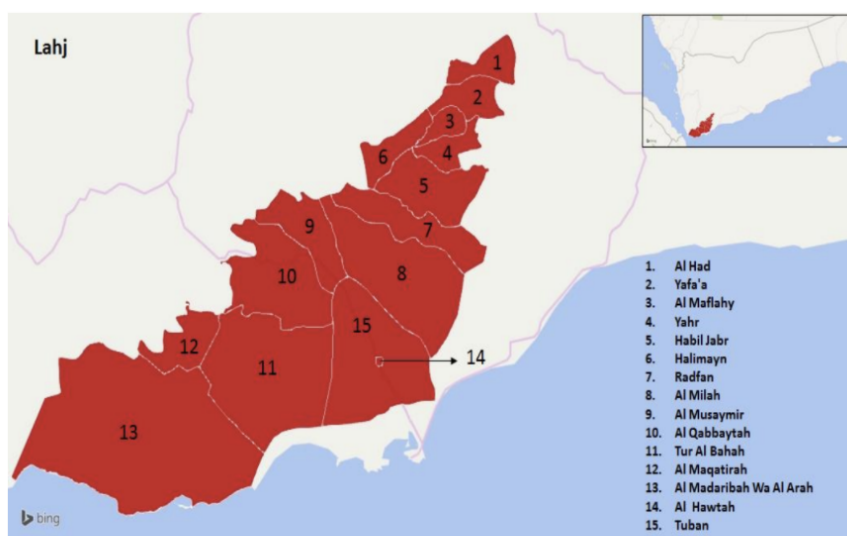 Lahj
1
2
3
4
6
5
7
9
8
10
15
12
14
11
13
1. Al Had
2. Yafa'a
3. Al Maflahy
4. Yahr
5. Habil Jabr
6. Halimayn
7. Radfan
8. Al Milah
9. Al Musaymir
10. Al Qabbaytah
11. Tur Al Bahah
12. Al Maqatirah
13. Al Madaribah Wa Al Arah
14. Al Hawtah
15. Tuban
bing